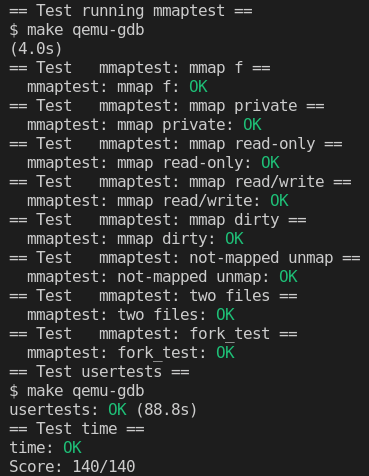 == Test running mmaptest ==
$ make qemu-gdb
(4.0s)
== Test   mmaptest: mmap f ==
  mmaptest: mmap f: OK
== Test   mmaptest: mmap private ==
  mmaptest: mmap private: OK
== Test   mmaptest: mmap read-only ==
  mmaptest: mmap read-only: OK
== Test   mmaptest: mmap read/write ==
  mmaptest: mmap read/write: OK
== Test   mmaptest: mmap dirty ==
  mmaptest: mmap dirty: OK
== Test   mmaptest: not-mapped unmap ==
  mmaptest: not-mapped unmap: OK
== Test   mmaptest: two files ==
  mmaptest: two files: OK
== Test   mmaptest: fork_test ==
  mmaptest: fork_test: OK
== Test usertests ==
$ make qemu-gdb
usertests: OK (88.8s)
== Test time ==
time: OK
Score: 140/140